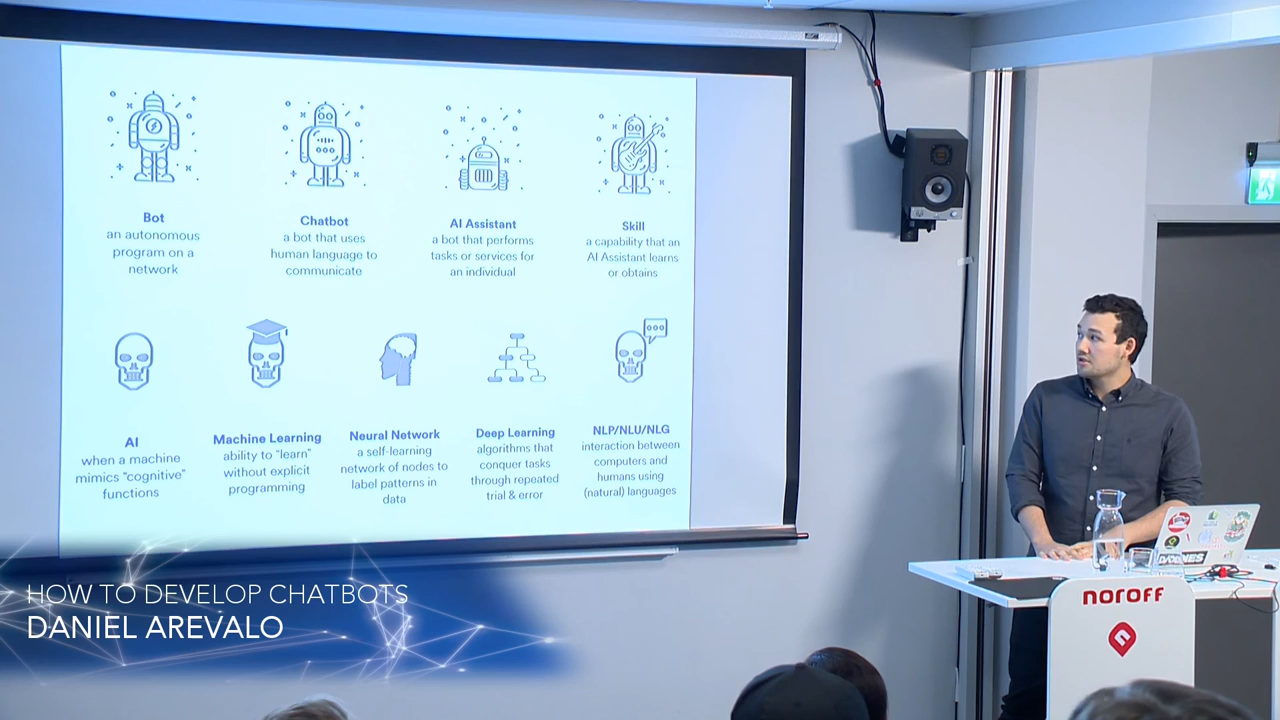 Bot
an autonomous
program on a
network
Chatbot
a bot that uses
human language to
communicate
AI Assistant
a bot that performs
tasks or services for
an individual
Skill
a capability that an
AI Assistant learns
or obtains
AI
when a machine
mimics "cognitive"
functions
Machine Learning
ability to "learn"
without explicit
programming
Neural Network
a self-learning
network of nodes to
label patterns in
data
Deep Learning
algorithms that
conquer tasks
through repeated
trial & error
NLP/NLU/NLG
interaction between
computers and
humans using
(natural) languages
HOW TO DEVELOP CHATBOTS
DANIEL AREVALO
noroff